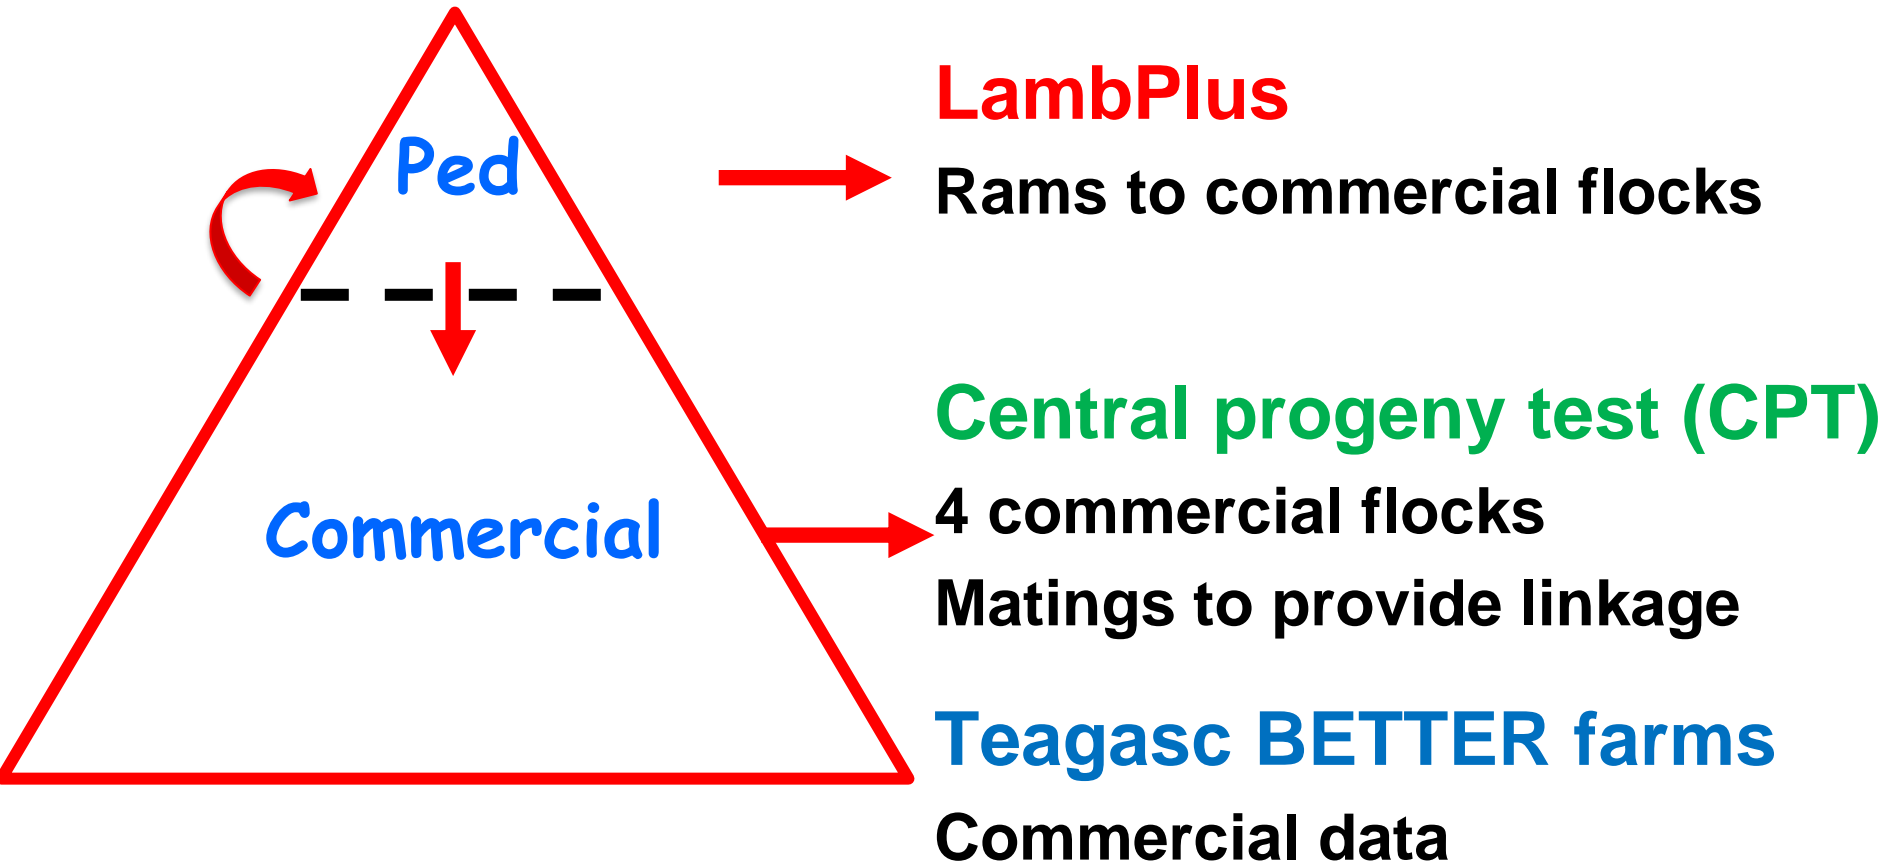 Ped
Commercial
LambPlus
Rams to commercial flocks
Central progeny test (CPT)
4 commercial flocks
Matings to provide linkage
Teagasc BETTER farms
Commercial data